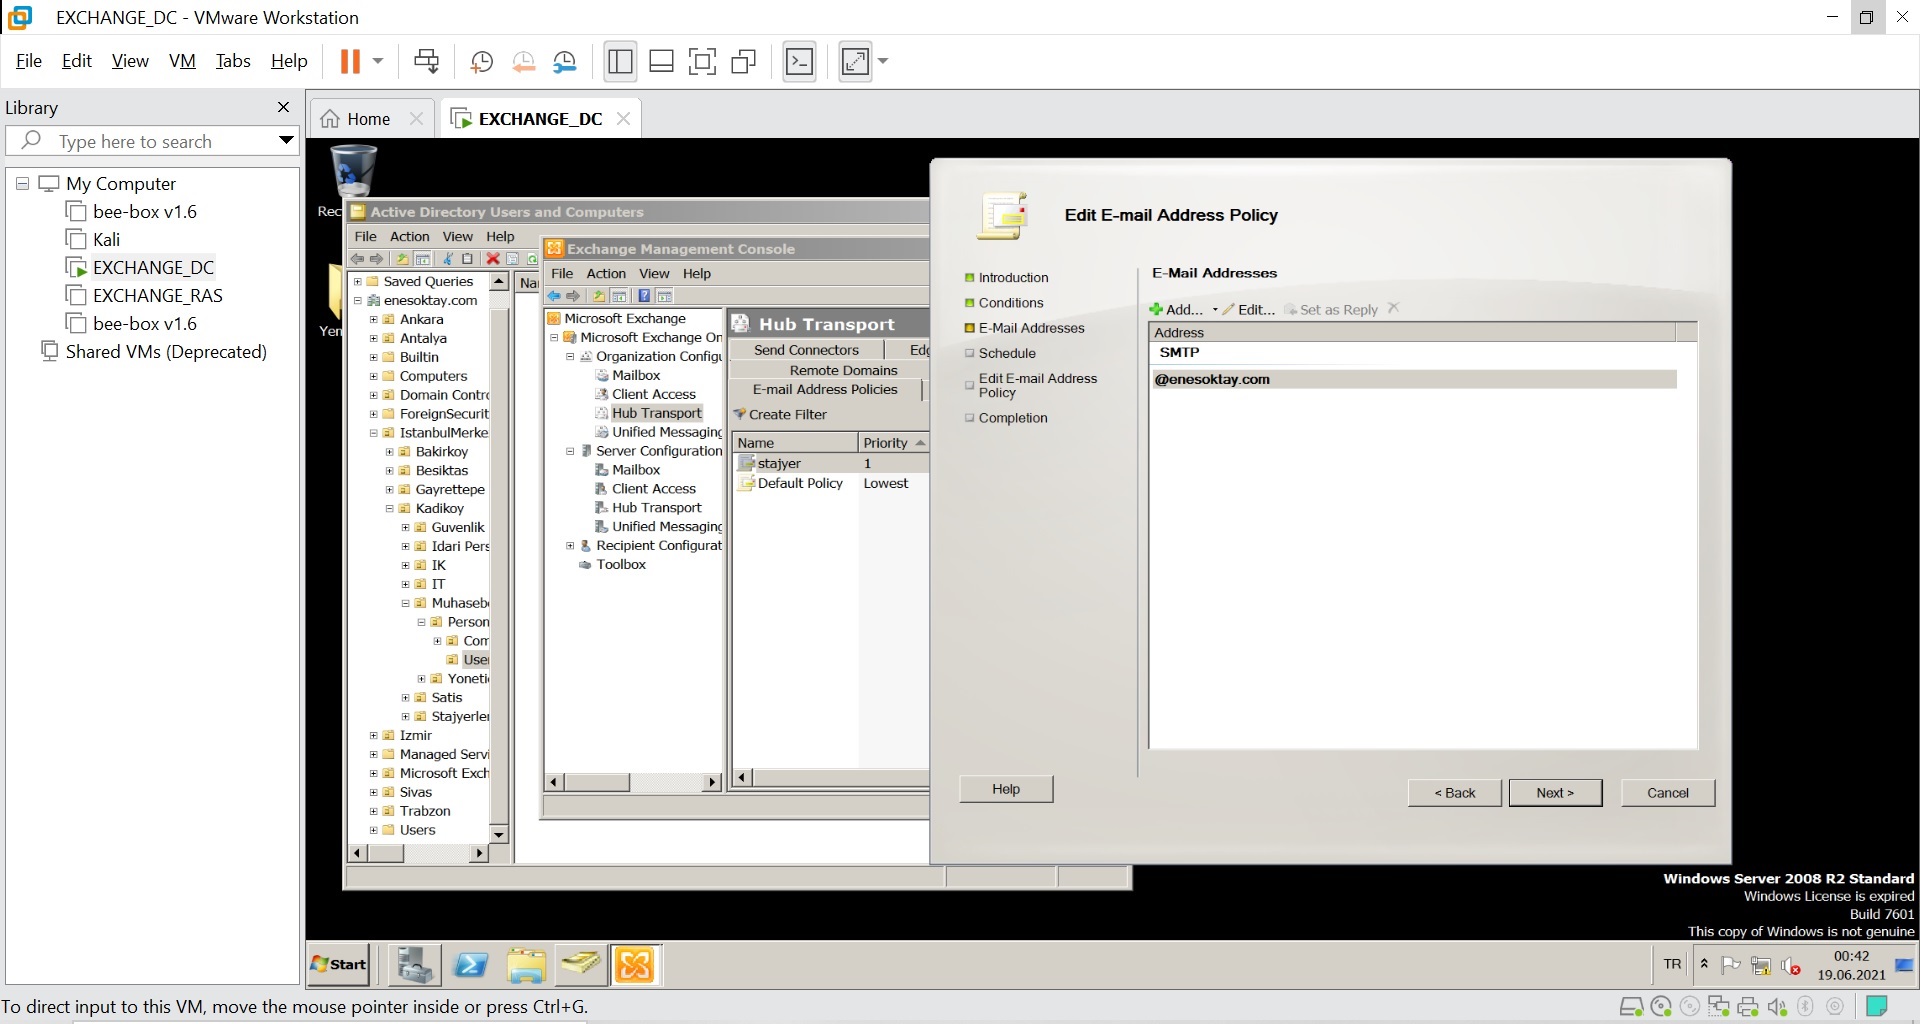 EXCHANGE_DC - VMware Workstation
File Edit View VM Tabs Help
Library
Type here to search
My Computer
bee-box v1.6
Kali
EXCHANGE_DC
EXCHANGE_RAS
bee-box v1.6
Shared VMs (Deprecated)
Home
EXCHANGE_DC
Rec
Yen
Active Directory Users and Computers
File Action View Help
Saved Queries
enesoktay.com
Ankara
Antalya
Builtin
Computers
Domain Contro
ForeignSecurit
IstanbulMerke
Bakirkoy
Besiktas
Gayrettepe
Kadikoy
Guvenlik
Idari Pers
IK
IT
Muhaseb
Person
Com
User
Yoneti
Satis
Stajyerler
Izmir
Managed Servi
Microsoft Exch
Sivas
Trabzon
Users
Na
Exchange Management Console
File Action View Help
Microsoft Exchange
Microsoft Exchange On
Organization Configu
Mailbox
Client Access
Hub Transport
Unified Messaging
Server Configuration
Mailbox
Client Access
Hub Transport
Unified Messaging
Recipient Configurat
Toolbox
Hub Transport
Send Connectors Edg
Remote Domains
E-mail Address Policies
Create Filter
Name Priority
stajyer 1
Default Policy Lowest
Edit E-mail Address Policy
Introduction
Conditions
E-Mail Addresses
Schedule
Edit E-mail Address
Policy
Completion
E-Mail Addresses
Add... Edit... Set as Reply
Address
SMTP
@enesoktay.com
Help
< Back Next > Cancel
Windows Server 2008 R2 Standard
Windows License is expired
Build 7601
This copy of Windows is not genuine
Start
TR
00:42
19.06.2021
To direct input to this VM, move the mouse pointer inside or press Ctrl+G.